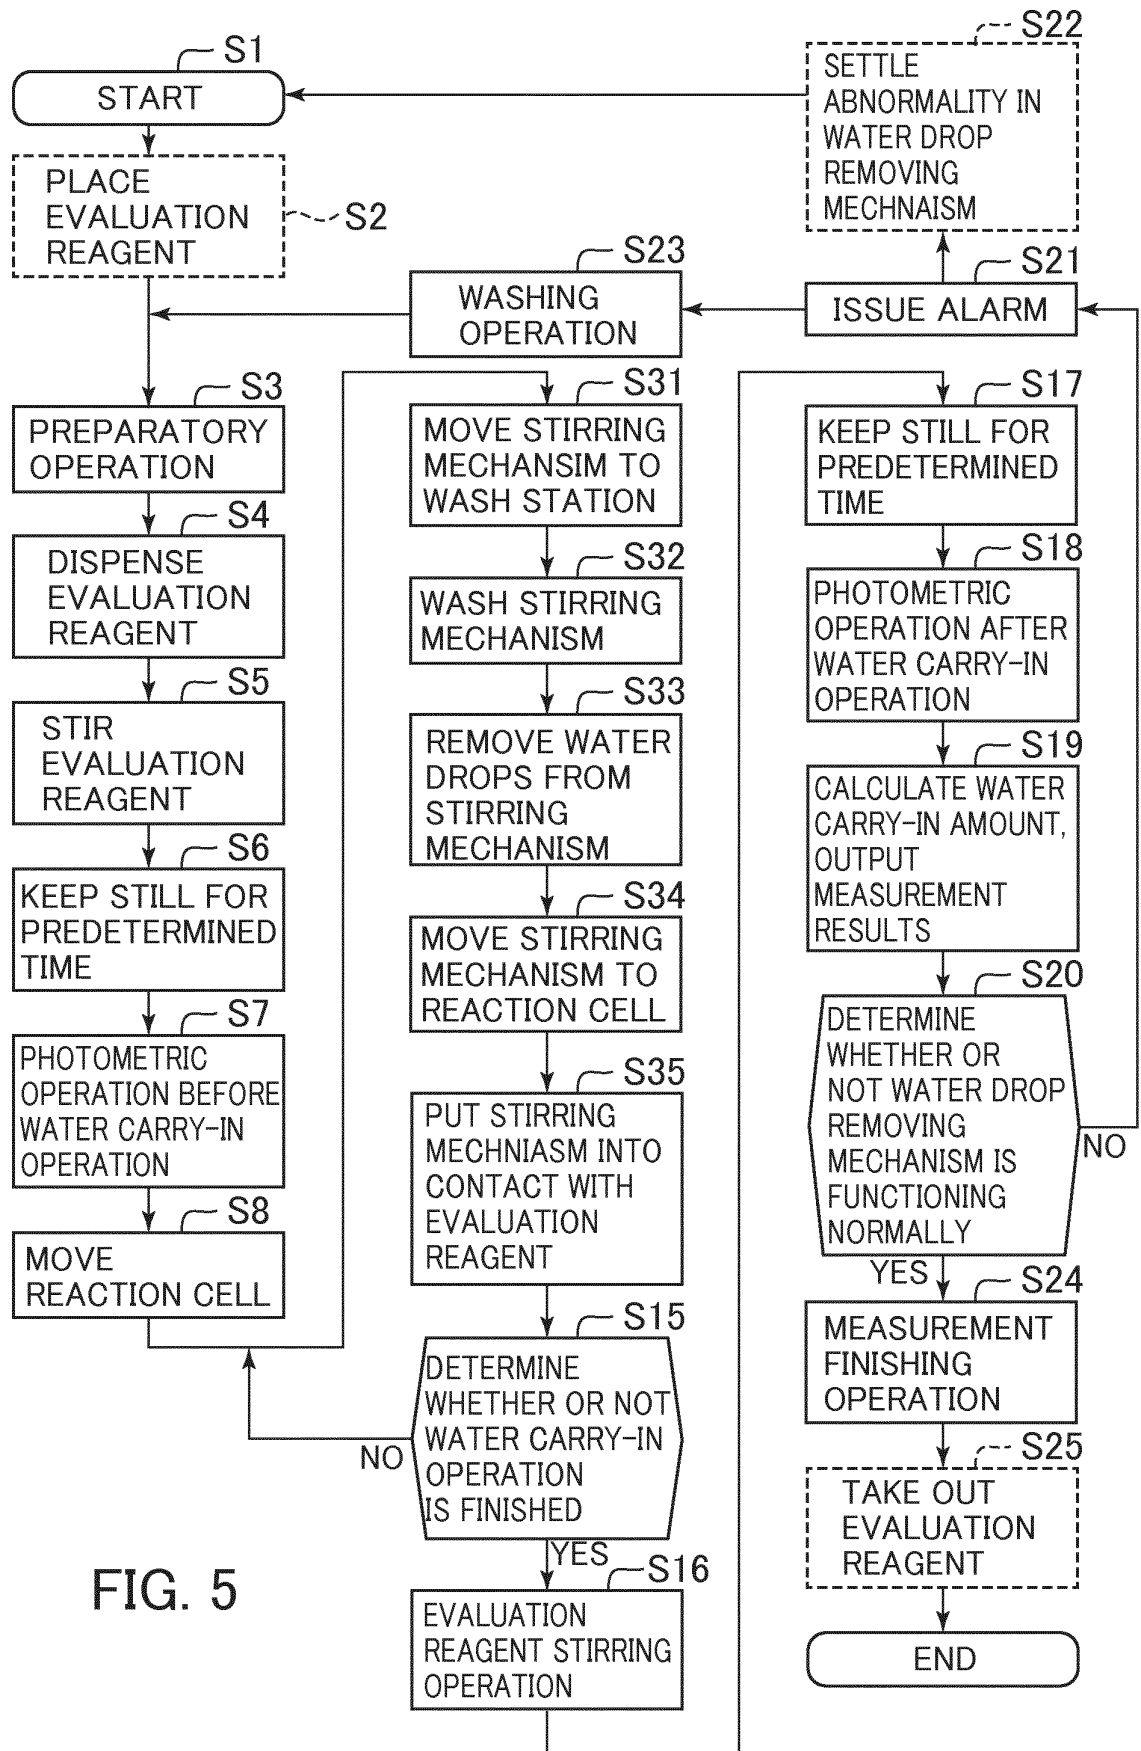 S1
START
PLACE
EVALUATION
REAGENT
S2
S3
PREPARATORY
OPERATION
S4
DISPENSE
EVALUATION
REAGENT
S5
STIR
EVALUATION
REAGENT
S6
KEEP STILL FOR
PREDETERMINED
TIME
S7
PHOTOMETRIC
OPERATION BEFORE
WATER CARRY-IN
OPERATION
S8
MOVE
REACTION CELL
S23
WASHING
OPERATION
S31
MOVE STIRRING
MECHANSIM TO
WASH STATION
S32
WASH STIRRING
MECHANISM
S33
REMOVE WATER
DROPS FROM
STIRRING
MECHANISM
S34
MOVE STIRRING
MECHANISM TO
REACTION CELL
S35
PUT STIRRING
MECHNIASM INTO
CONTACT WITH
EVALUATION
REAGENT
S15
DETERMINE
WHETHER OR NOT
WATER CARRY-IN
OPERATION
IS FINISHED
NO
YES
S16
EVALUATION
REAGENT STIRRING
OPERATION
S22
SETTLE
ABNORMALITY IN
WATER DROP
REMOVING
MECHNAISM
S21
ISSUE ALARM
S17
KEEP STILL FOR
PREDETERMINED
TIME
S18
PHOTOMETRIC
OPERATION AFTER
WATER CARRY-IN
OPERATION
S19
CALCULATE WATER
CARRY-IN AMOUNT,
OUTPUT
MEASUREMENT
RESULTS
S20
DETERMINE
WHETHER OR
NOT WATER DROP
REMOVING
MECHANISM IS
FUNCTIONING
NORMALLY
NO
YES
S24
MEASUREMENT
FINISHING
OPERATION
S25
TAKE OUT
EVALUATION
REAGENT
END
FIG. 5